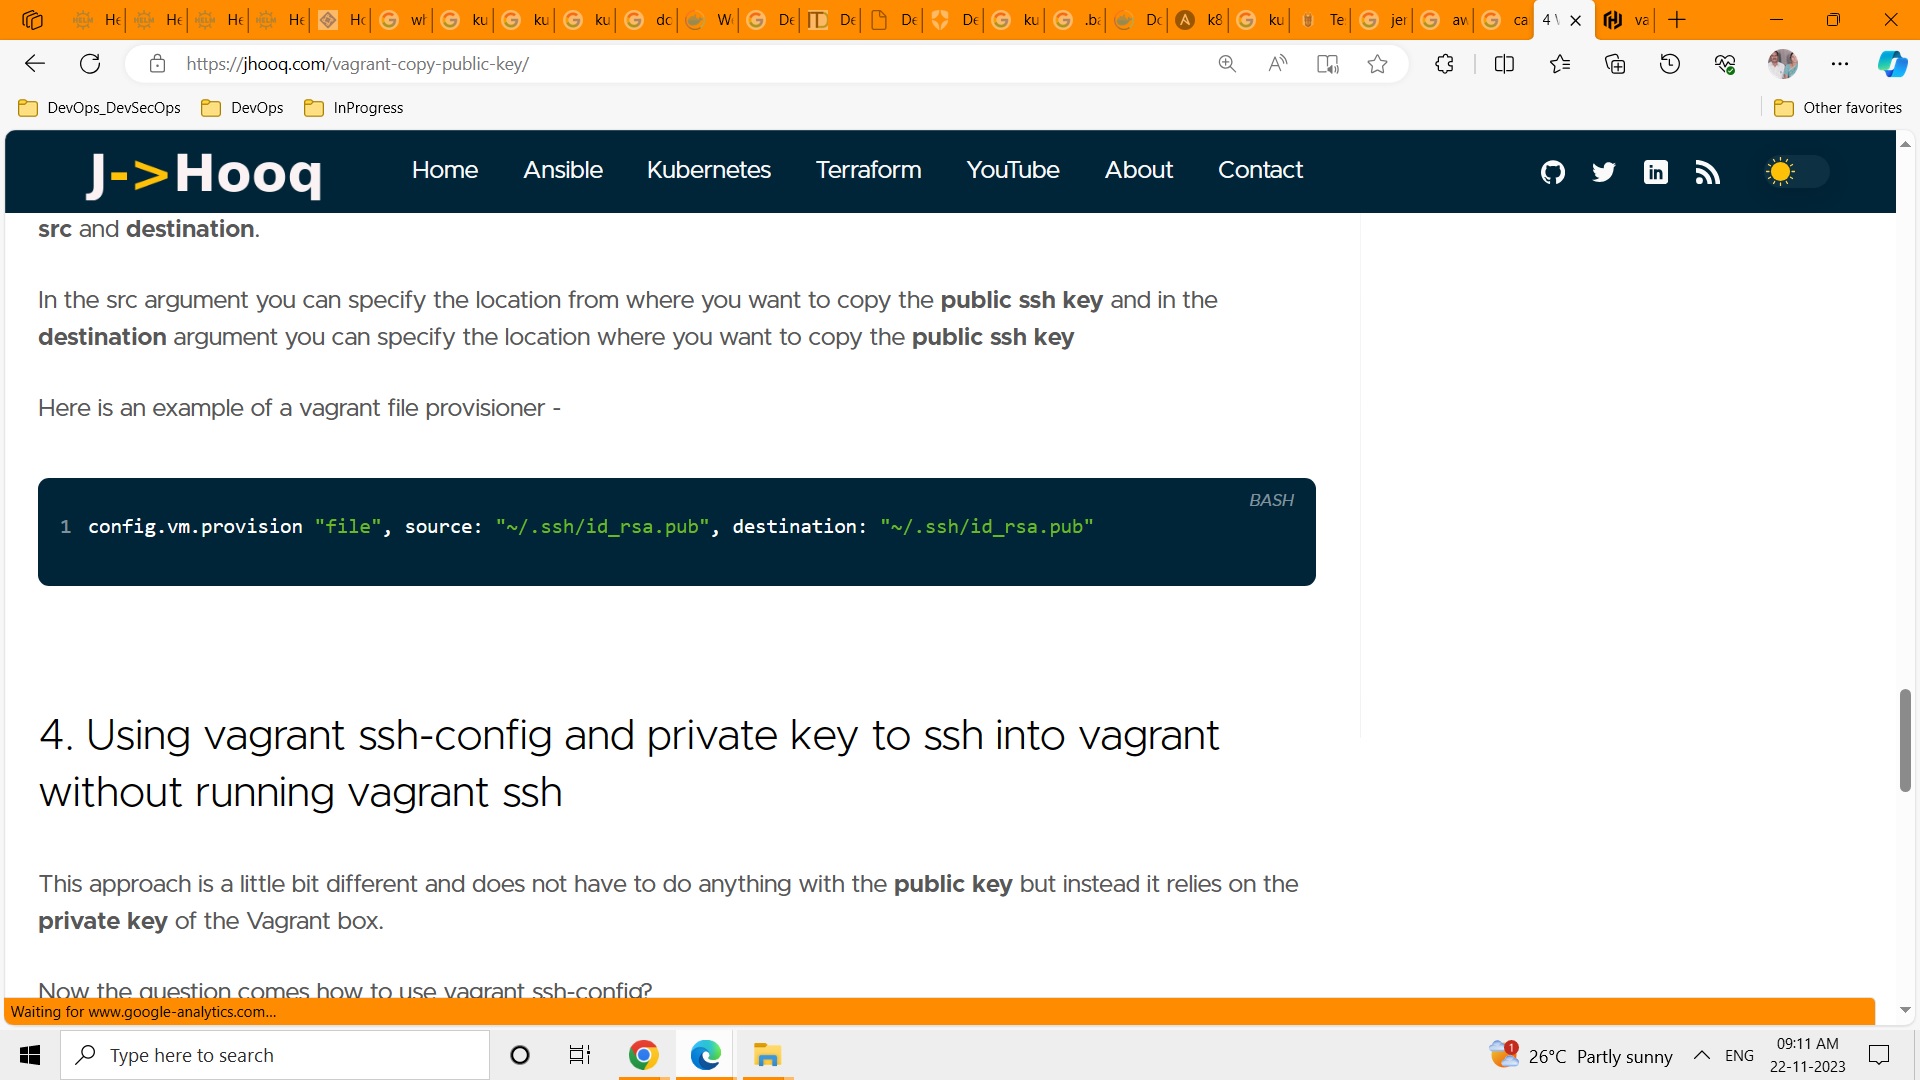 He
He
He
He
Ho
wh
ku
ku
ku
do
We
De
De
De
De
ku
.ba
Do
k8
ku
Te
jer
aw
ca
4 \
va
https://jhooq.com/vagrant-copy-public-key/
DevOps_DevSecOps
DevOps
InProgress
Other favorites
J->Hooq
Home
Ansible
Kubernetes
Terraform
YouTube
About
Contact
src and destination.
In the src argument you can specify the location from where you want to copy the public ssh key and in the
destination argument you can specify the location where you want to copy the public ssh key
Here is an example of a vagrant file provisioner -
BASH
1 config.vm.provision "file", source: "~/.ssh/id_rsa.pub", destination: "~/.ssh/id_rsa.pub"
4. Using vagrant ssh-config and private key to ssh into vagrant
without running vagrant ssh
This approach is a little bit different and does not have to do anything with the public key but instead it relies on the
private key of the Vagrant box.
Now the question comes how to use vagrant ssh-config?
Waiting for www.google-analytics.com...
Type here to search
1
26°C Partly sunny
ENG
09:11 AM
22-11-2023